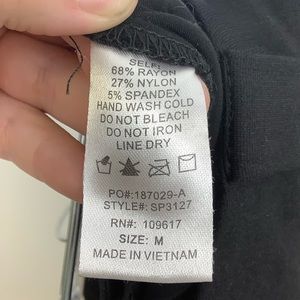 SELF:
68% RAYON
27% NYLON
5% SPANDEX
HAND WASH COLD
DO NOT BLEACH
DO NOT IRON
LINE DRY
PO#:187029-A
STYLE#: SP3127
RN#: 109617
SIZE: M
MADE IN VIETNAM